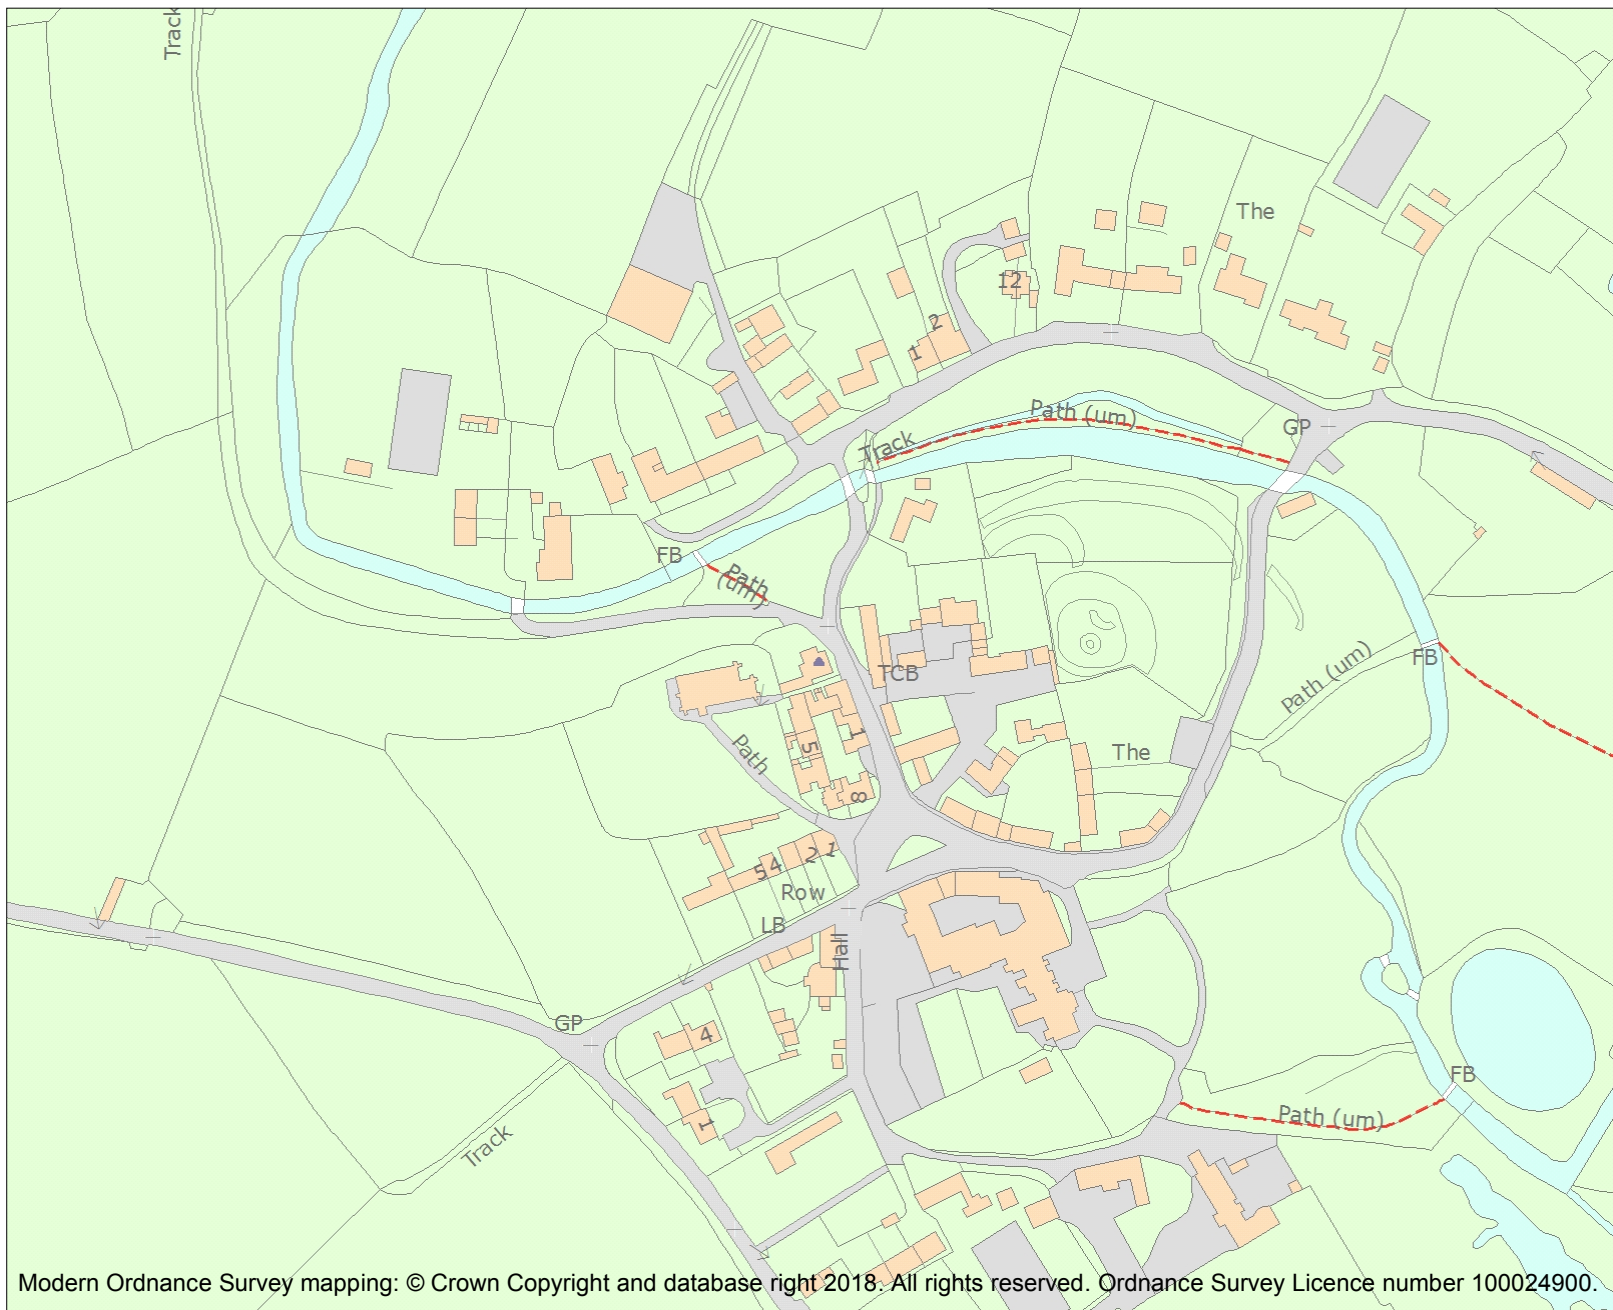 Track
The
12
2
1
Path (um)
GP
Track
FB
Path
(um)
TCB
FB
Path (um)
1
5
Path
The
8
1
2
4
5
Row
LB
Hall
GP
4
FB
1
Path (um)
Track
Modern Ordnance Survey mapping: © Crown Copyright and database right 2018. All rights reserved. Ordnance Survey Licence number 100024900.